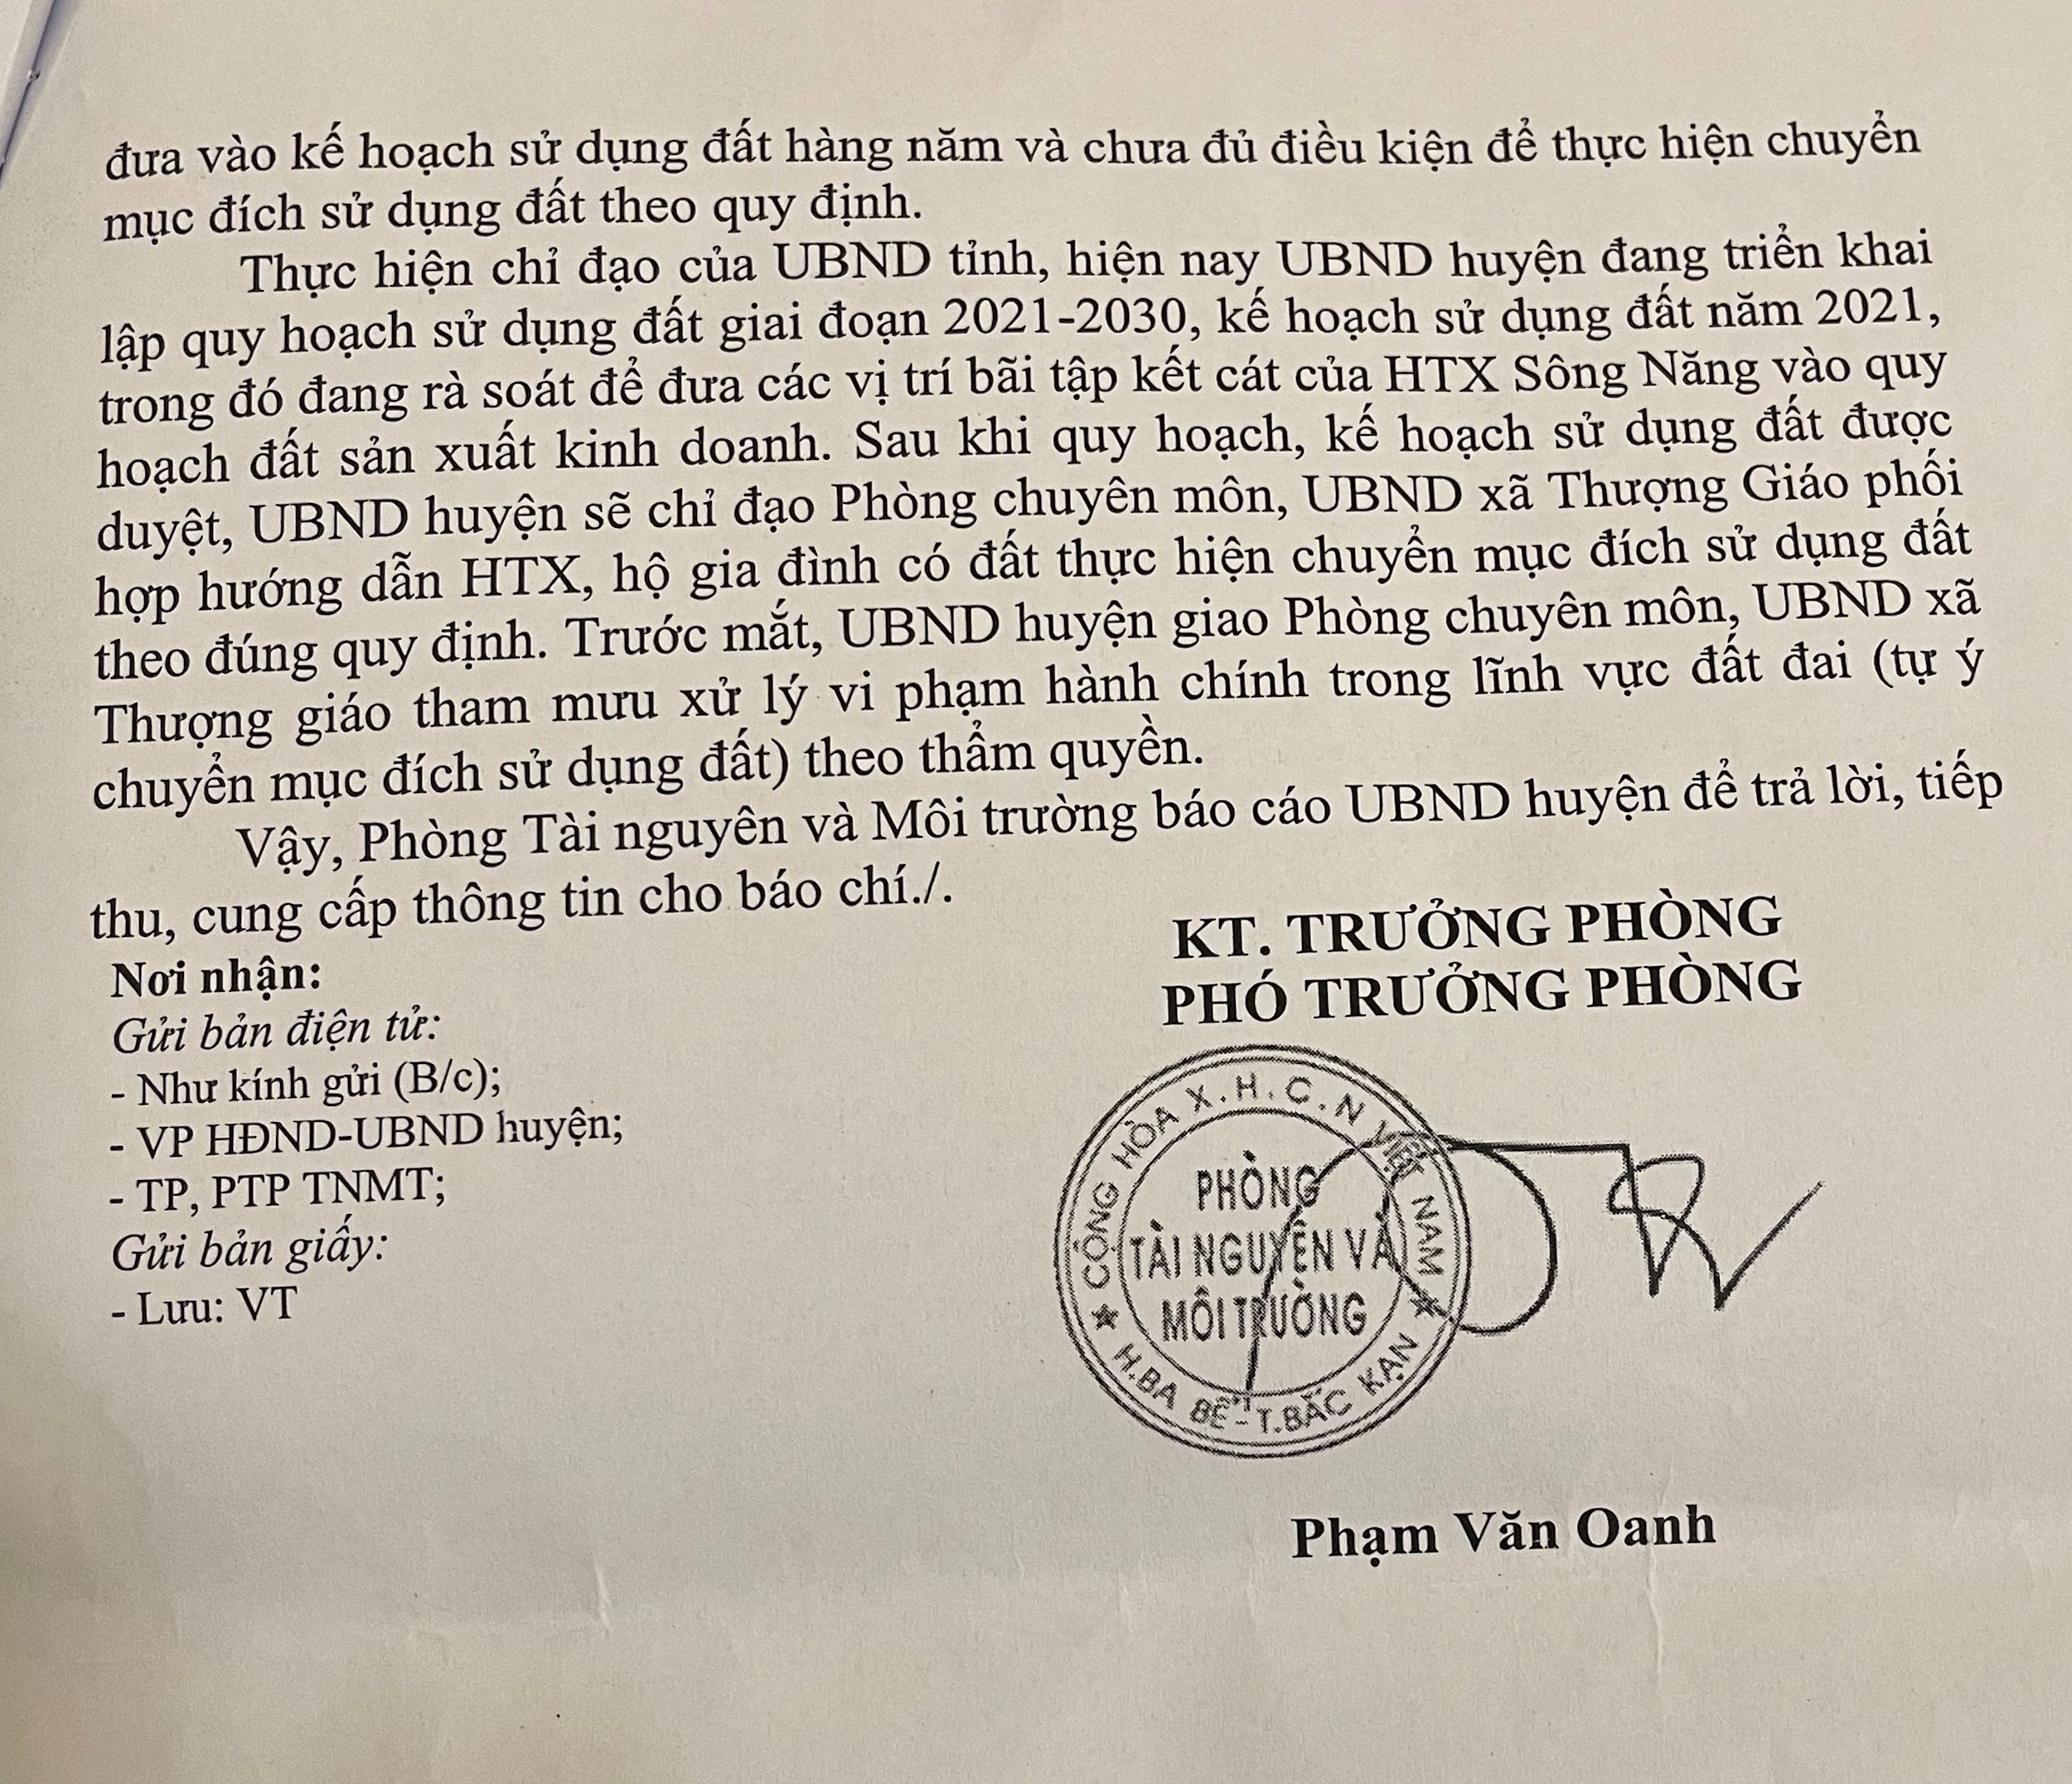 đưa vào kế hoạch sử dụng đất hàng năm và chưa đủ điều kiện để thực hiện chuyển
mục đích sử dụng đất theo quy định.
Thực hiện chỉ đạo của UBND tỉnh, hiện nay UBND huyện đang triển khai
lập quy hoạch sử dụng đất giai đoạn 2021-2030, kế hoạch sử dụng đất năm 2021,
trong đó đang rà soát để đưa các vị trí bãi tập kết cát của HTX Sông Năng vào quy
hoạch đất sản xuất kinh doanh. Sau khi quy hoạch, kế hoạch sử dụng đất được
duyệt, UBND huyện sẽ chỉ đạo Phòng chuyên môn, UBND xã Thượng Giáo phối
hợp hướng dẫn HTX, hộ gia đình có đất thực hiện chuyển mục đích sử dụng đất
theo đúng quy định. Trước mắt, UBND huyện giao Phòng chuyên môn, UBND xã
Thượng giáo tham mưu xử lý vi phạm hành chính trong lĩnh vực đất đai (tự ý
chuyển mục đích sử dụng đất) theo thẩm quyền.
Vậy, Phòng Tài nguyên và Môi trường báo cáo UBND huyện để trả lời, tiếp
thu, cung cấp thông tin cho báo chí./.
Nơi nhận:
Gửi bản điện tử:
- Như kính gửi (B/c);
- VP HĐND-UBND huyện;
- TP, PTP TNMT;
Gửi bản giấy:
- Lưu: VT
KT. TRƯỞNG PHÒNG
PHÓ TRƯỞNG PHÒNG
CỘNG HÒA X.H.C.N VIỆT NAM
PHÒNG
TÀI NGUYÊN VÀ
MÔI TRƯỜNG
★ H.BA BỂ-T.BẮC KẠN ★
Phạm Văn Oanh